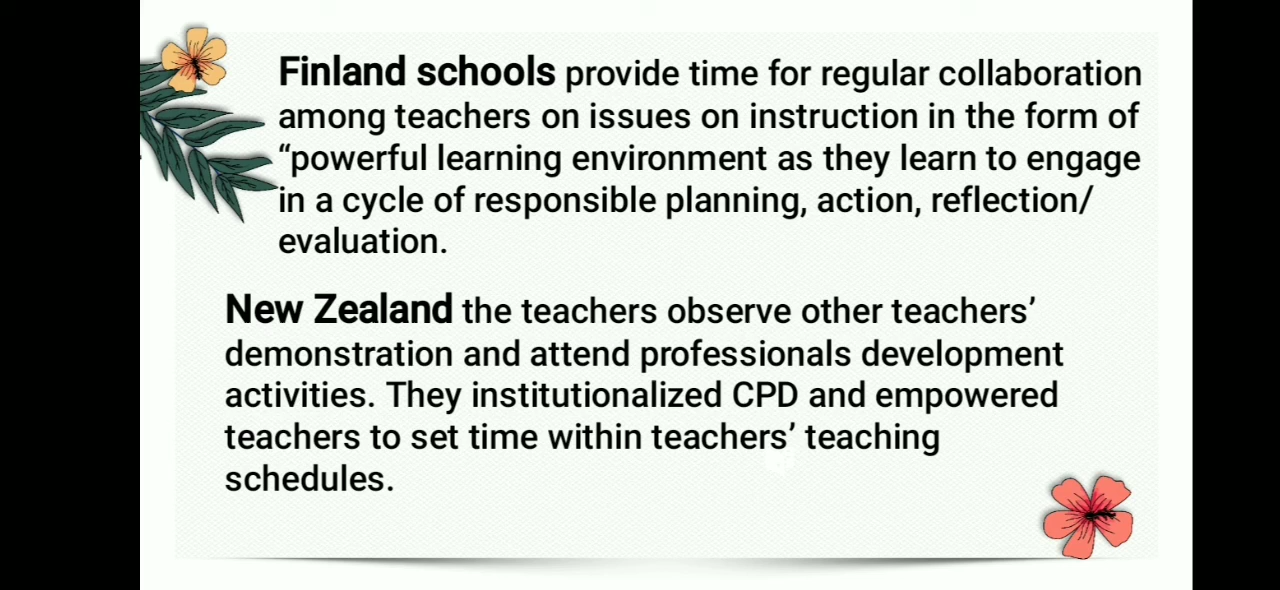 Finland schools provide time for regular collaboration
among teachers on issues on instruction in the form of
“powerful learning environment as they learn to engage
in a cycle of responsible planning, action, reflection/
evaluation.
New Zealand the teachers observe other teachers’
demonstration and attend professionals development
activities. They institutionalized CPD and empowered
teachers to set time within teachers’ teaching
schedules.